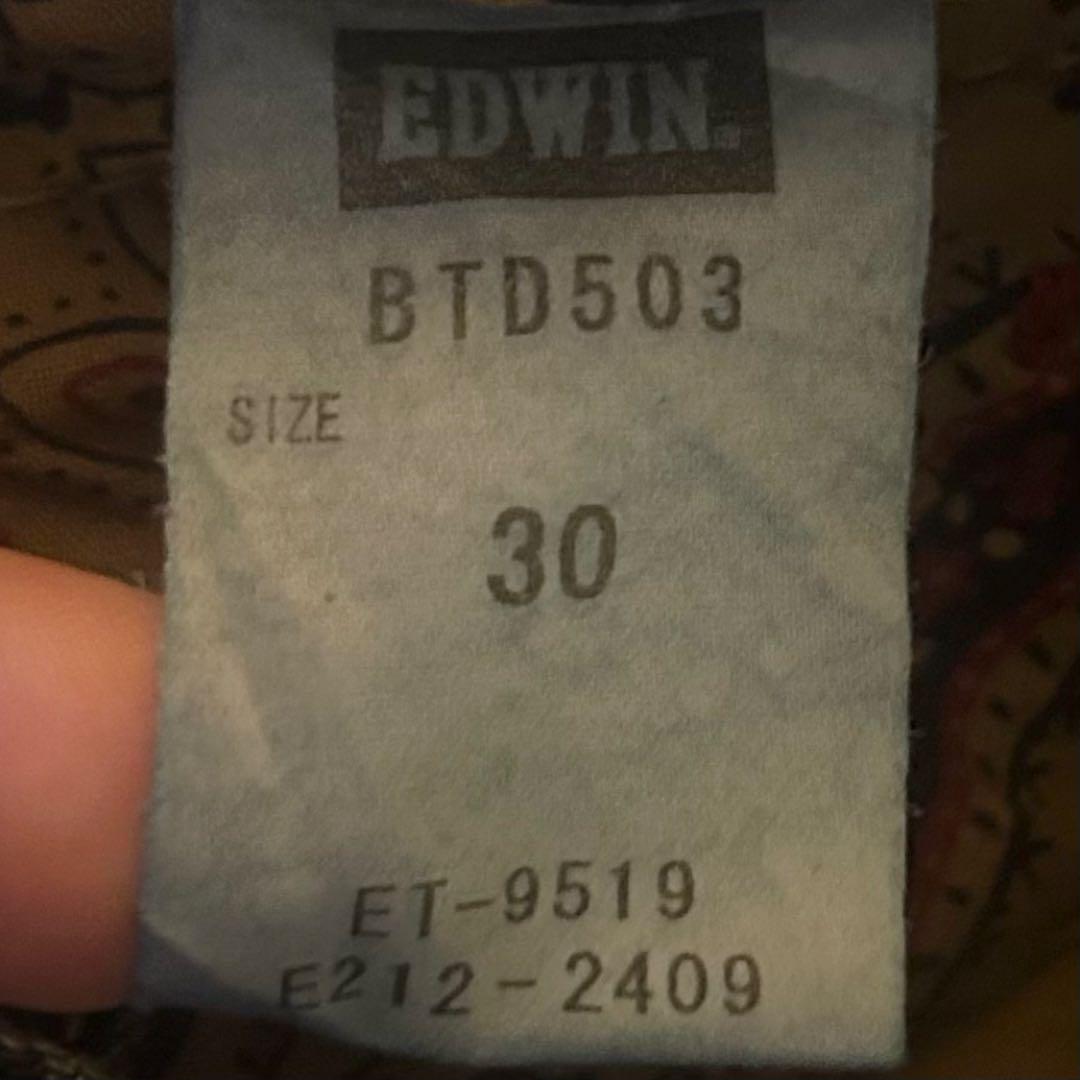 EDWIN.
BTD503
SIZE
30
ET-9519
E212-2409